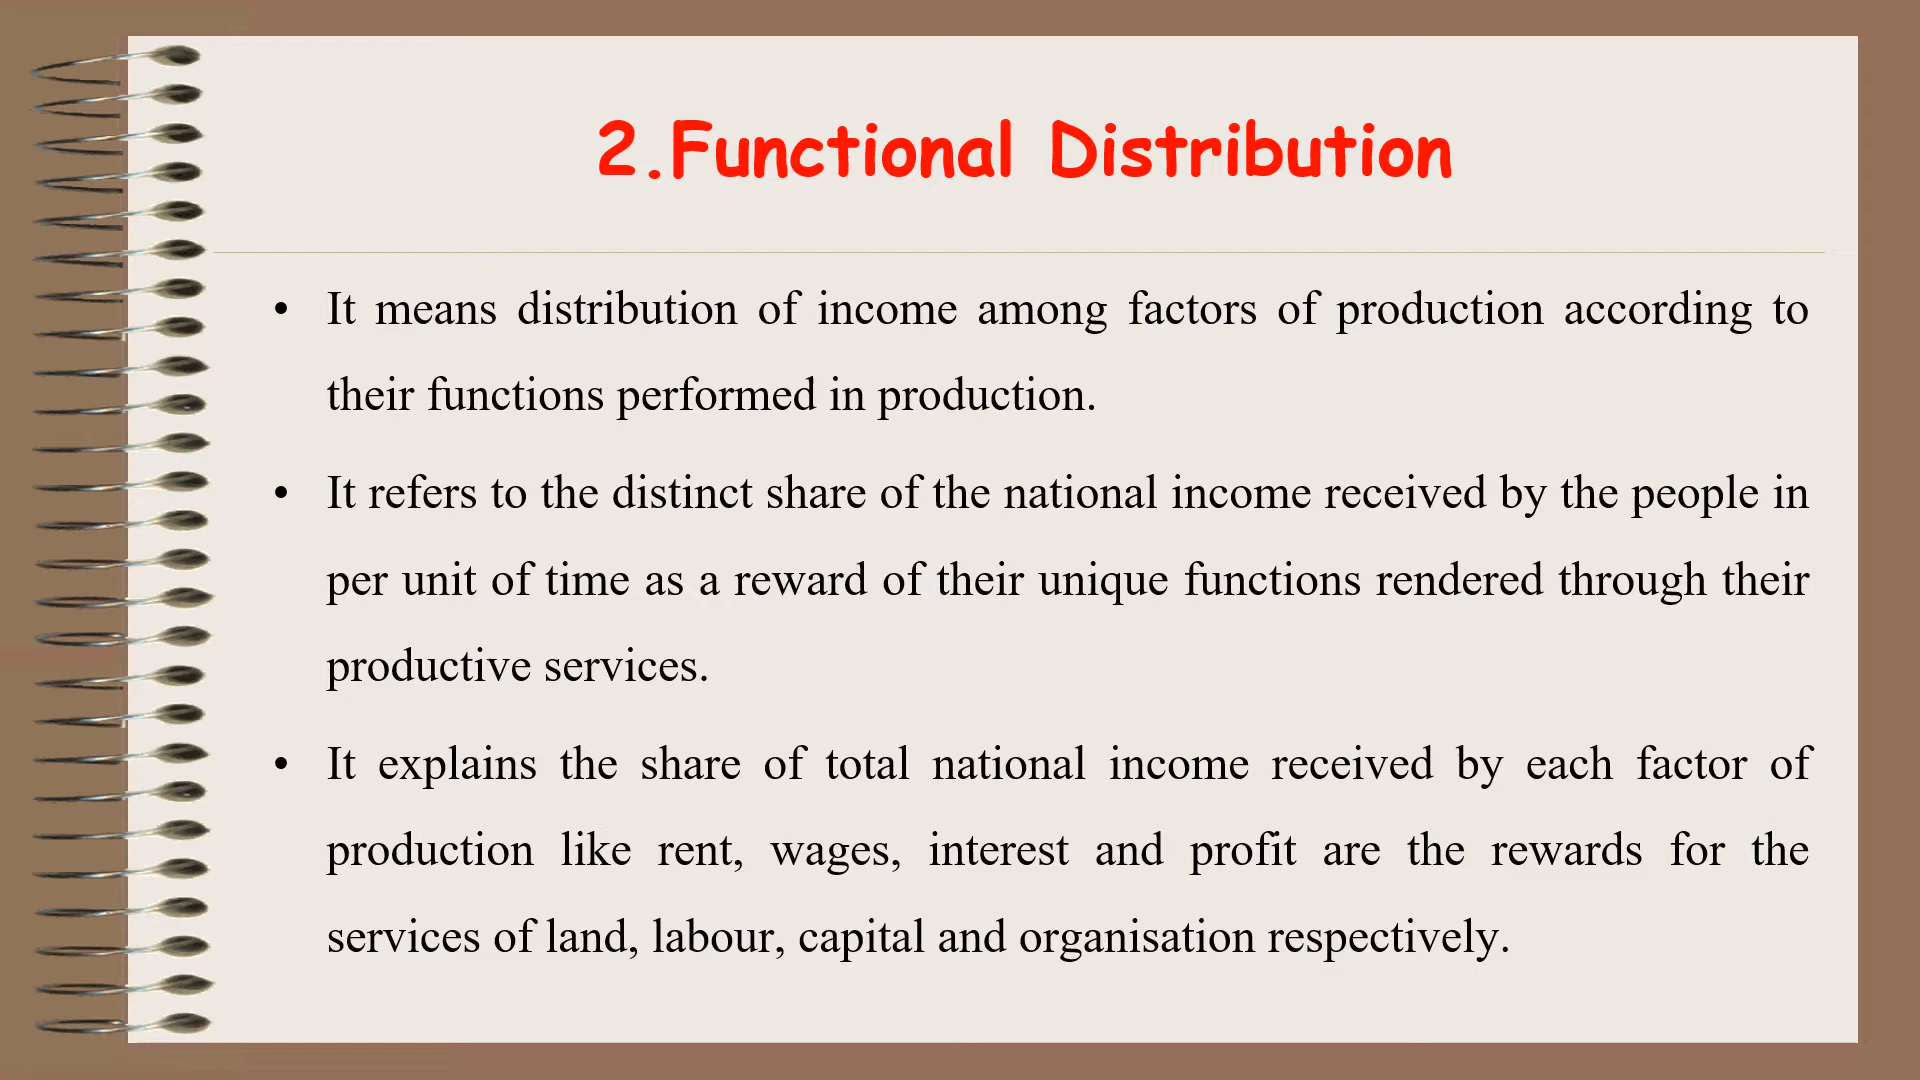 2.Functional Distribution
• It means distribution of income among factors of production according to
their functions performed in production.
• It refers to the distinct share of the national income received by the people in
per unit of time as a reward of their unique functions rendered through their
productive services.
• It explains the share of total national income received by each factor of
production like rent, wages, interest and profit are the rewards for the
services of land, labour, capital and organisation respectively.